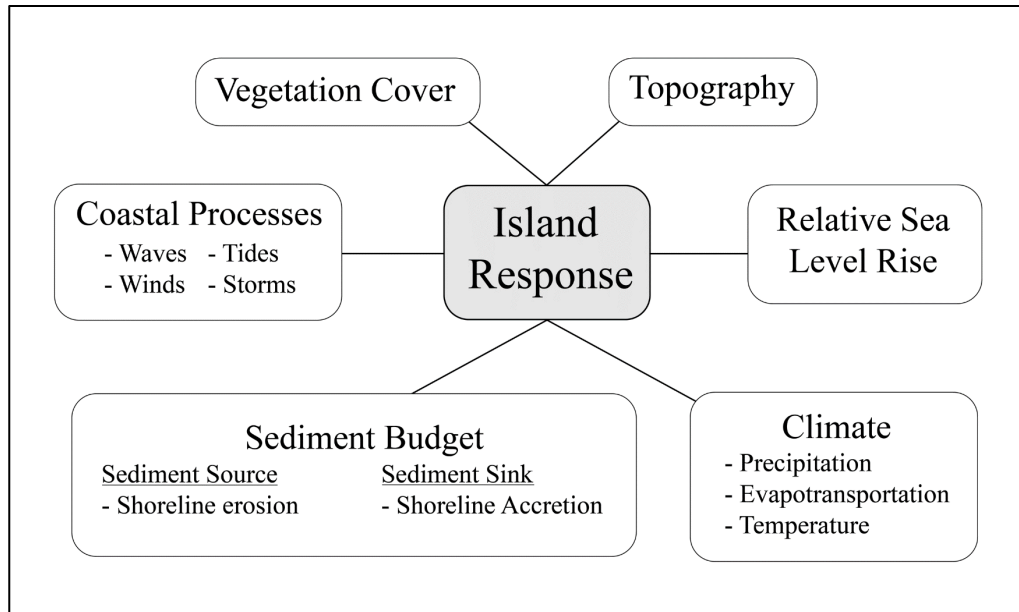 Vegetation Cover
Topography
Coastal Processes
- Waves - Tides
- Winds - Storms
Island
Response
Relative Sea
Level Rise
Sediment Budget
Sediment Source
- Shoreline erosion
Sediment Sink
- Shoreline Accretion
Climate
- Precipitation
- Evapotransportation
- Temperature